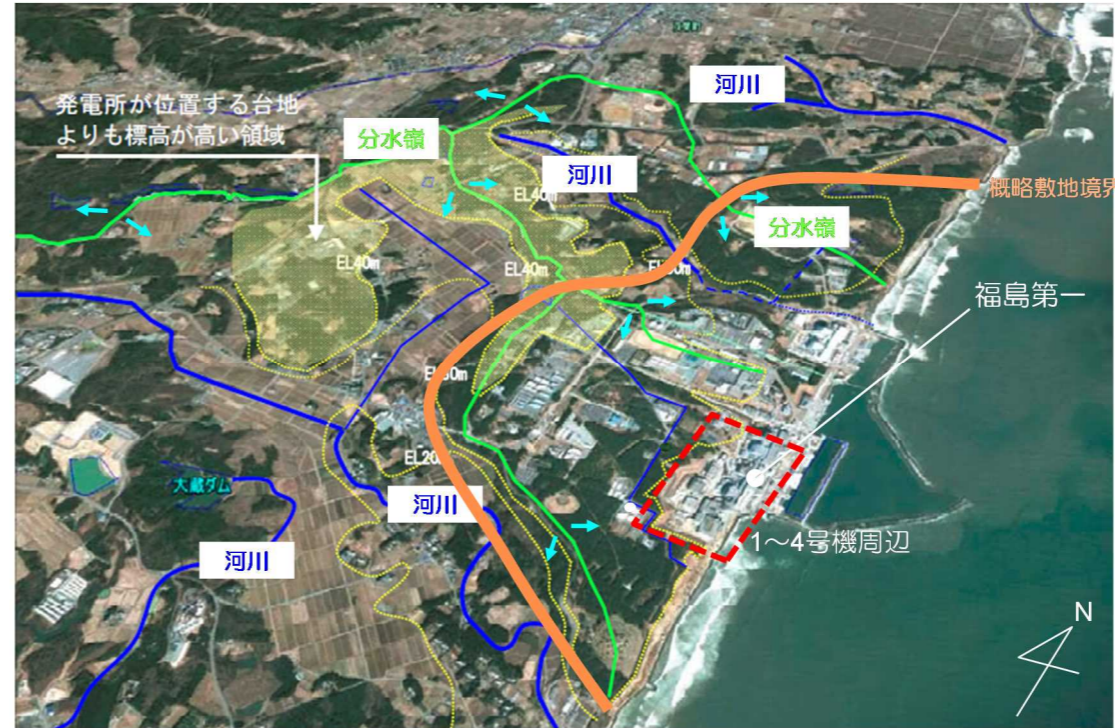 河川
発電所が位置する台地
よりも標高が高い領域
分水嶺
河川
概略敷地境界
EL40m
分水嶺
EL40m
EL40m
福島第一
EL20m
大蔵ダム
河川
河川
1～4号機周辺
N